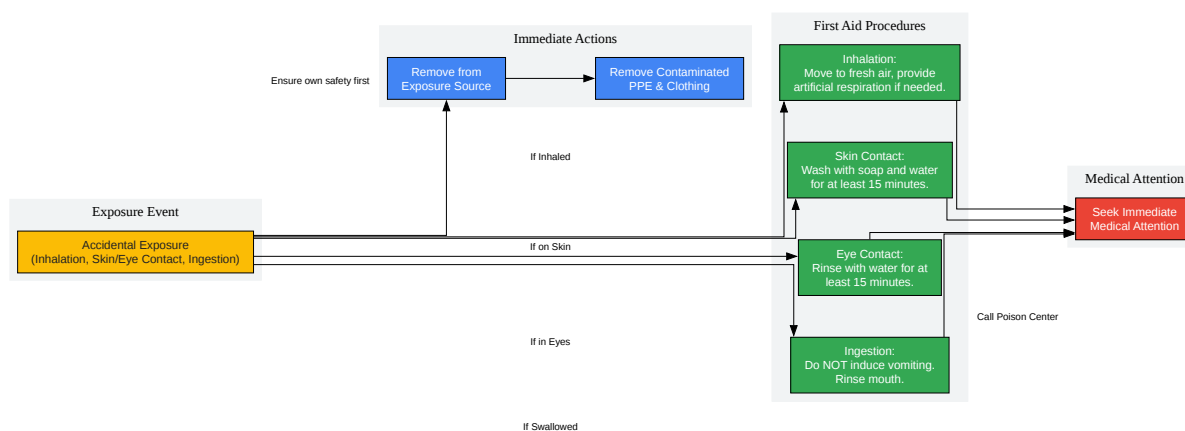 First Aid Procedures
Immediate Actions
Inhalation:
Move to fresh air, provide
artificial respiration if needed.
Ensure own safety first
Remove from
Exposure Source
Remove Contaminated
PPE & Clothing
If Inhaled
Skin Contact:
Wash with soap and water
for at least 15 minutes.
Medical Attention
Seek Immediate
Medical Attention
Exposure Event
Accidental Exposure
(Inhalation, Skin/Eye Contact, Ingestion)
If on Skin
Eye Contact:
Rinse with water for at
least 15 minutes.
Call Poison Center
If in Eyes
Ingestion:
Do NOT induce vomiting.
Rinse mouth.
If Swallowed